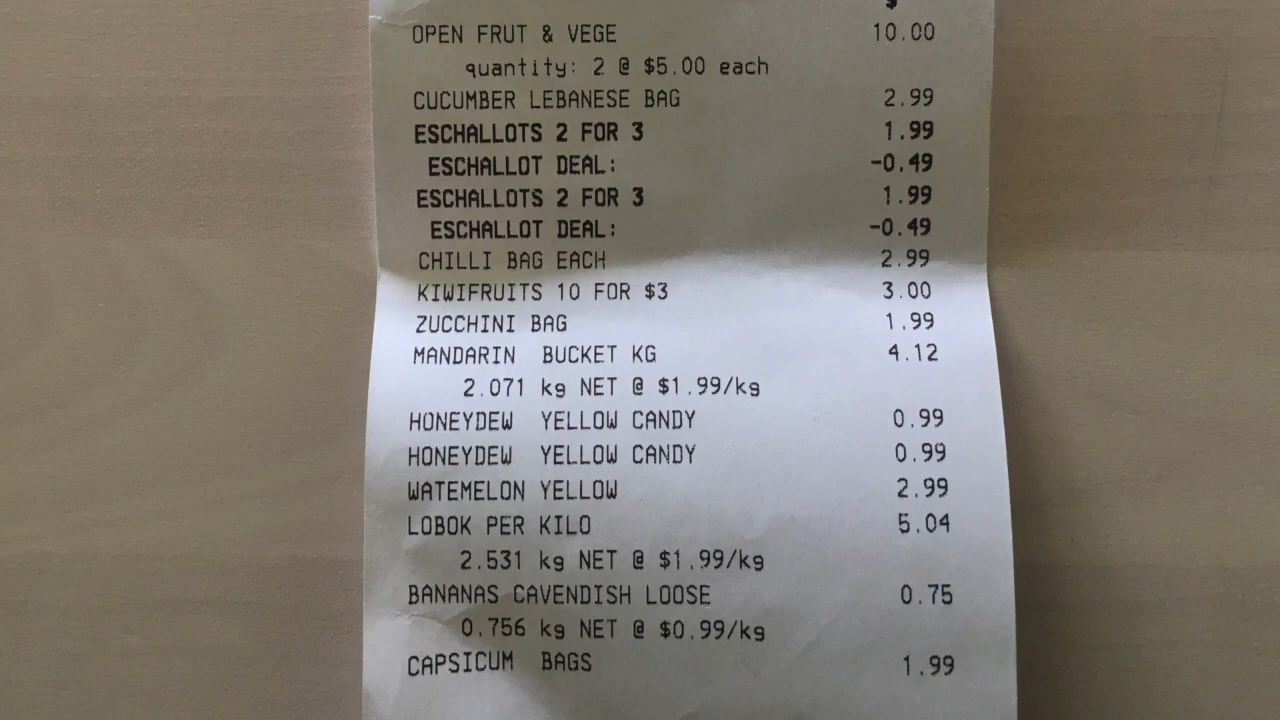 $
OPEN FRUT & VEGE 10.00
quantity: 2 @ $5.00 each
CUCUMBER LEBANESE BAG 2.99
ESCHALLOTS 2 FOR 3 1.99
ESCHALLOT DEAL: -0.49
ESCHALLOTS 2 FOR 3 1.99
ESCHALLOT DEAL: -0.49
CHILLI BAG EACH 2.99
KIWIFRUITS 10 FOR $3 3.00
ZUCCHINI BAG 1.99
MANDARIN BUCKET KG 4.12
2.071 kg NET @ $1.99/kg
HONEYDEW YELLOW CANDY 0.99
HONEYDEW YELLOW CANDY 0.99
WATEMELON YELLOW 2.99
LOBOK PER KILO 5.04
2.531 kg NET @ $1.99/kg
BANANAS CAVENDISH LOOSE 0.75
0.756 kg NET @ $0.99/kg
CAPSICUM BAGS 1.99